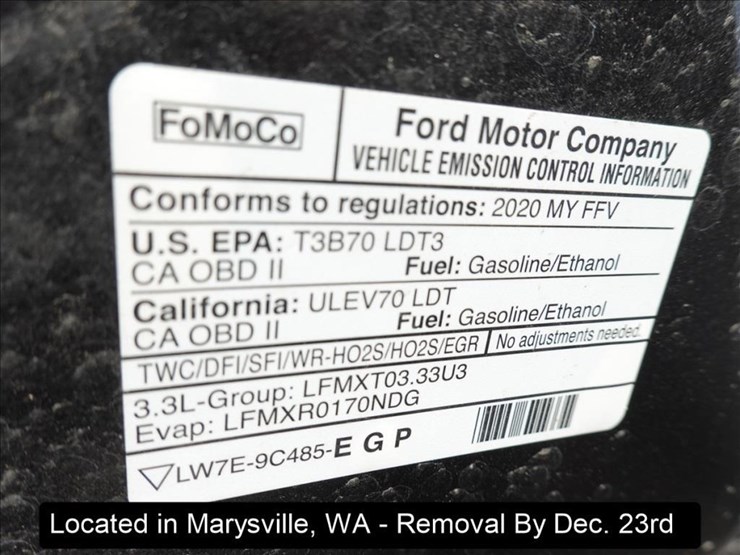 FoMoCo
Ford Motor Company
VEHICLE EMISSION CONTROL INFORMATION
Conforms to regulations: 2020 MY FFV
U.S. EPA: T3B70 LDT3
CA OBD II Fuel: Gasoline/Ethanol
California: ULEV70 LDT
CA OBD II Fuel: Gasoline/Ethanol
TWC/DFI/SFI/WR-HO2S/HO2S/EGR No adjustments needed.
3.3L-Group: LFMXT03.33U3
Evap: LFMXR0170NDG
LW7E-9C485-E G P
Located in Marysville, WA - Removal By Dec. 23rd